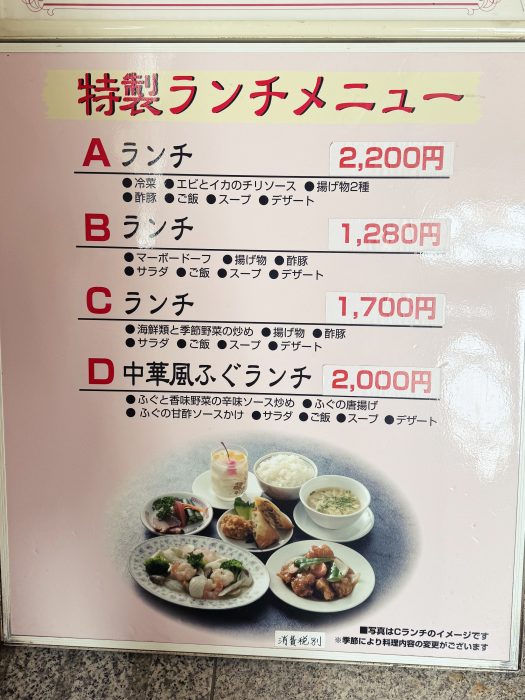 特製ランチメニュー
A ランチ 2,200円
●冷菜 ●エビとイカのチリソース ●揚げ物2種
●酢豚 ●ご飯 ●スープ ●デザート
B ランチ 1,280円
●マーボードーフ ●揚げ物 ●酢豚
●サラダ ●ご飯 ●スープ ●デザート
C ランチ 1,700円
●海鮮類と季節野菜の炒め ●揚げ物 ●酢豚
●サラダ ●ご飯 ●スープ ●デザート
D 中華風ふぐランチ 2,000円
●ふぐと香味野菜の辛味ソース炒め ●ふぐの唐揚げ
●ふぐの甘酢ソースかけ ●サラダ ●ご飯 ●スープ ●デザート
■写真はCランチのイメージです
※季節により料理内容の変更がございます
消費税別